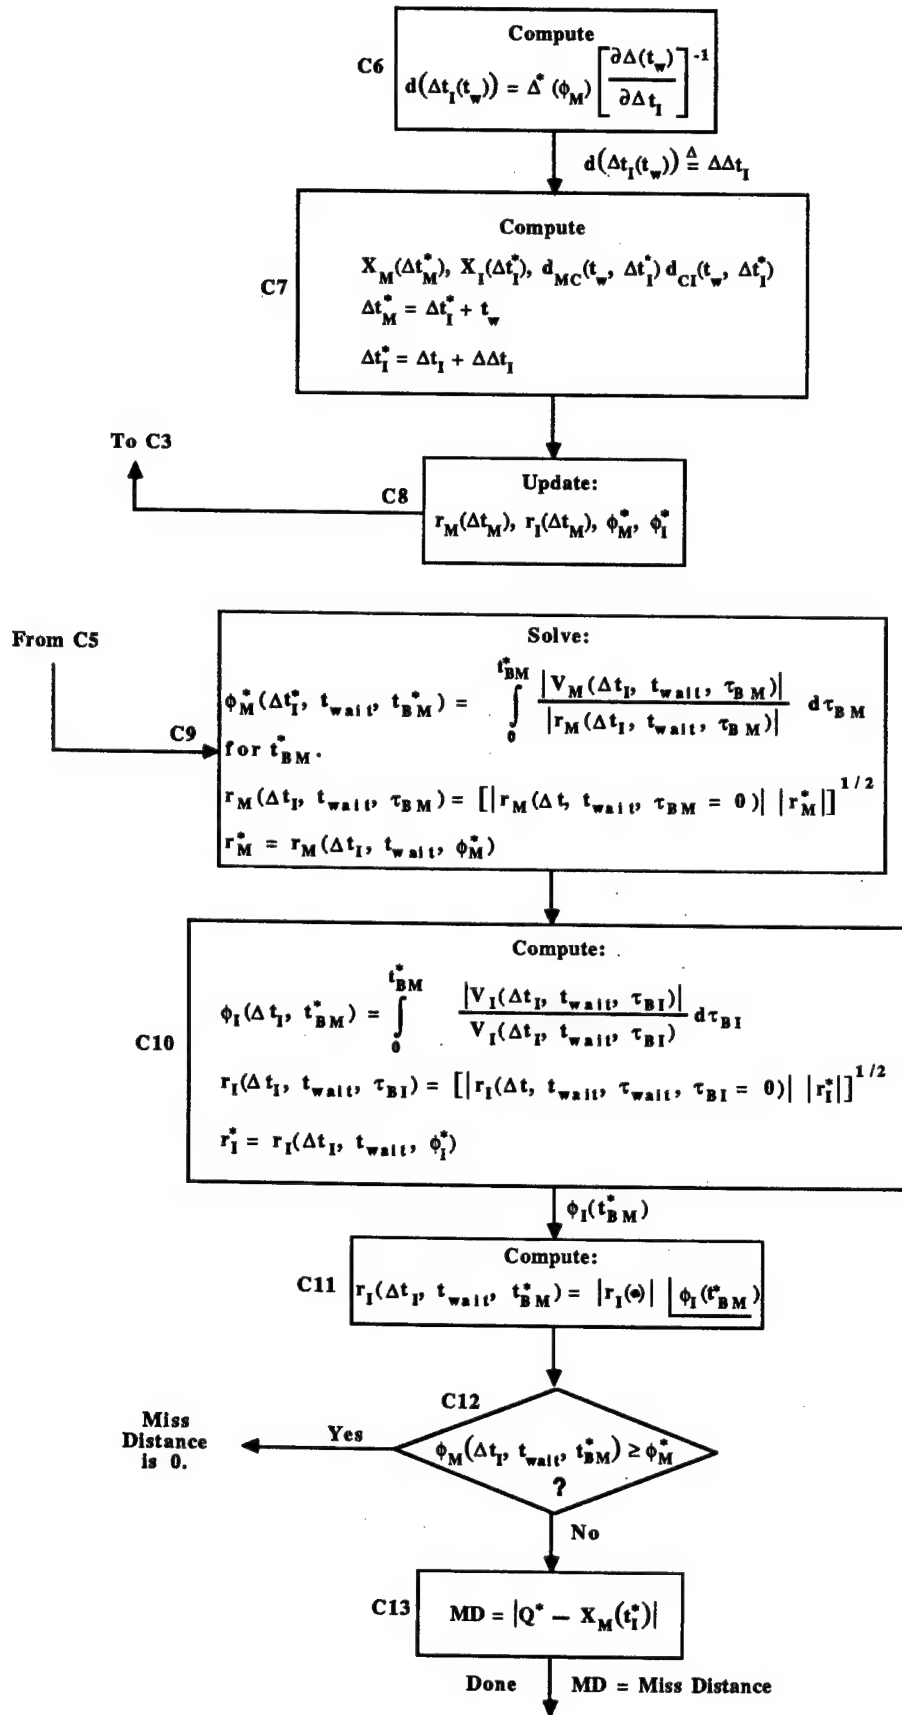 Compute
C6
d(Δt_I(t_w)) = Δ* (ϕ_M) [∂Δ(t_w) / ∂Δt_I]^-1
d(Δt_I(t_w)) ≜ ΔΔt_I
Compute
C7
X_M(Δt*_M), X_I(Δt*_I), d_MC(t_w, Δt*_I) d_CI(t_w, Δt*_I)
Δt*_M = Δt*_I + t_w
Δt*_I = Δt_I + ΔΔt_I
To C3
C8
Update:
r_M(Δt_M), r_I(Δt_M), ϕ*_M, ϕ*_I
From C5
C9
Solve:
ϕ*_M(Δt*_I, t_wait, t*_BM) = ∫_0^{t*_BM} |V_M(Δt_I, t_wait, τ_BM)| / |r_M(Δt_I, t_wait, τ_BM)| dτ_BM
for t*_BM.
r_M(Δt_I, t_wait, τ_BM) = [|r_M(Δt, t_wait, τ_BM = 0)| |r*_M|]^1/2
r*_M = r_M(Δt_I, t_wait, ϕ*_M)
Compute:
C10
ϕ_I(Δt_I, t*_BM) = ∫_0^{t*_BM} |V_I(Δt_I, t_wait, τ_BI)| / V_I(Δt_I, t_wait, τ_BI) dτ_BI
r_I(Δt_I, t_wait, τ_BI) = [|r_I(Δt, t_wait, τ_wait, τ_BI = 0)| |r*_I|]^1/2
r*_I = r_I(Δt_I, t_wait, ϕ*_I)
ϕ_I(t*_BM)
Compute:
C11
r_I(Δt_I, t_wait, t*_BM) = |r_I(•)| ⌊ϕ_I(t*_BM)
C12
ϕ_M(Δt_I, t_wait, t*_BM) ≥ ϕ*_M
?
Yes
Miss
Distance
is 0.
No
C13
MD = |Q* − X_M(t*_I)|
Done MD = Miss Distance